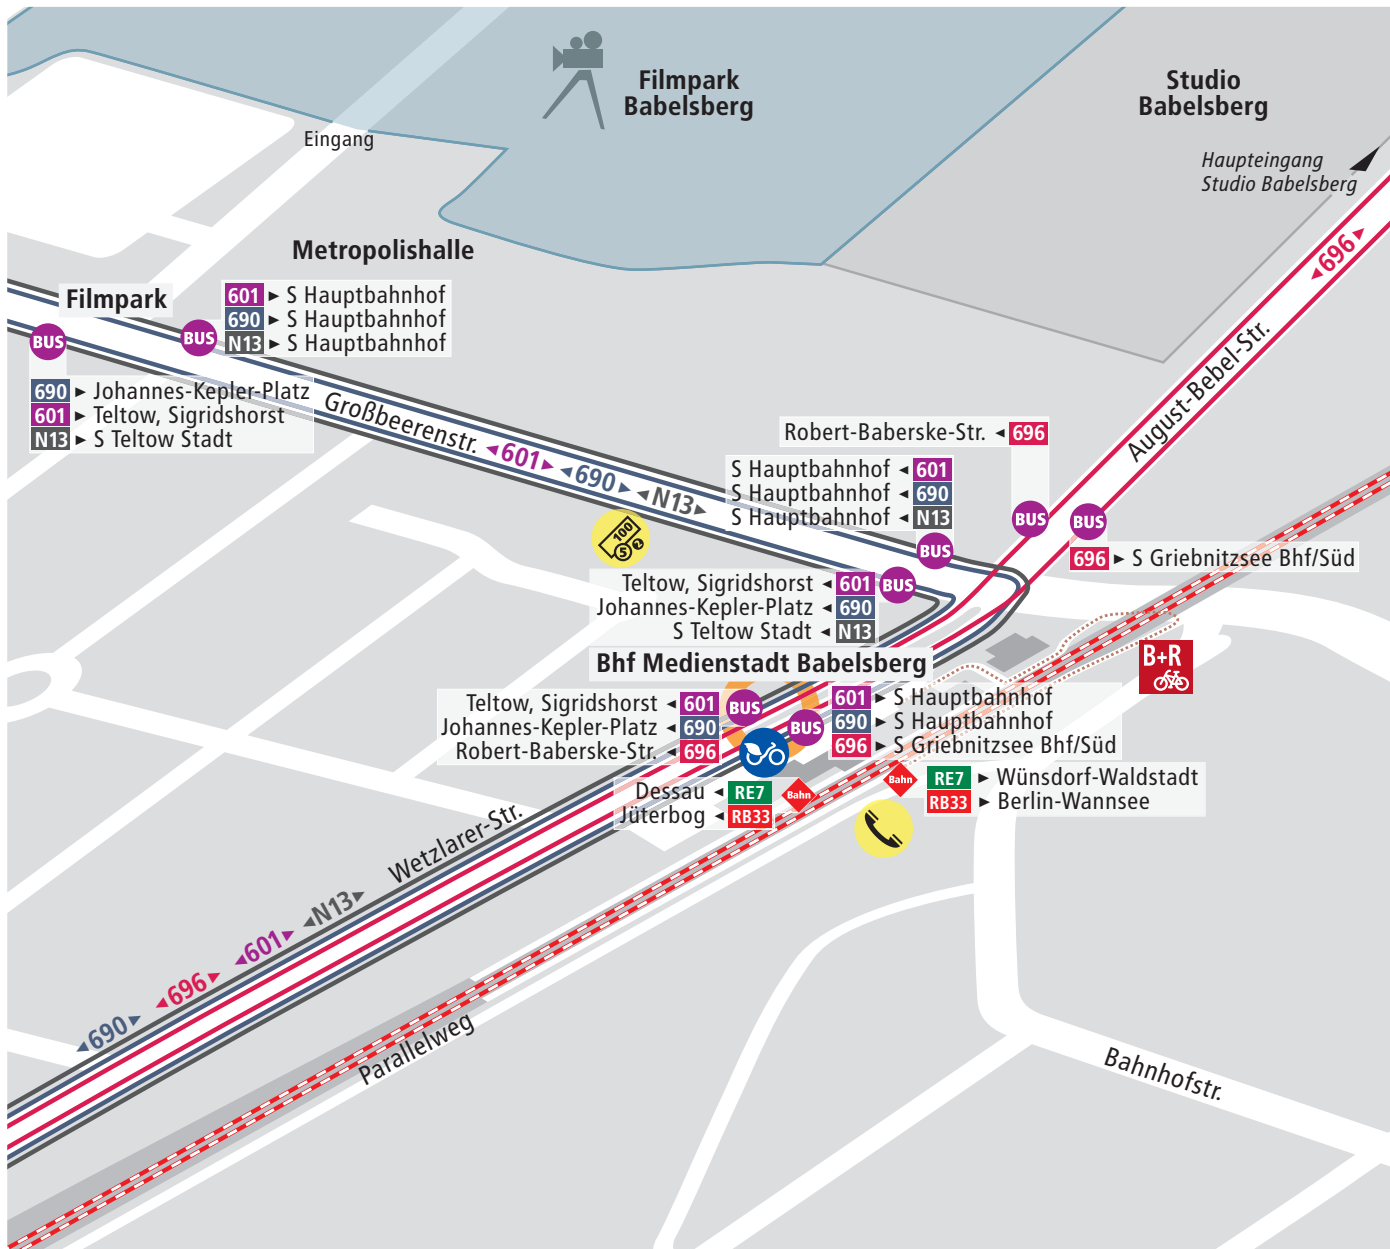 Filmpark
Babelsberg
Studio
Babelsberg
Eingang
Haupteingang
Studio Babelsberg
Metropolishalle
696
Filmpark
601 S Hauptbahnhof
690 S Hauptbahnhof
N13 S Hauptbahnhof
BUS
BUS
690 Johannes-Kepler-Platz
601 Teltow, Sigridshorst
N13 S Teltow Stadt
Großbeerenstr.
601
690
N13
August-Bebel-Str.
Robert-Baberske-Str. 696
S Hauptbahnhof 601
S Hauptbahnhof 690
S Hauptbahnhof N13
BUS
BUS
BUS
696 S Griebnitzsee Bhf/Süd
100
5
2
BUS
Teltow, Sigridshorst 601
Johannes-Kepler-Platz 690
S Teltow Stadt N13
Bhf Medienstadt Babelsberg
B+R
Teltow, Sigridshorst 601
Johannes-Kepler-Platz 690
Robert-Baberske-Str. 696
BUS
BUS
601 S Hauptbahnhof
690 S Hauptbahnhof
696 S Griebnitzsee Bhf/Süd
Dessau RE7
Jüterbog RB33
Bahn
Bahn
RE7 Wünsdorf-Waldstadt
RB33 Berlin-Wannsee
Wetzlarer-Str.
N13
601
696
690
Parallelweg
Bahnhofstr.